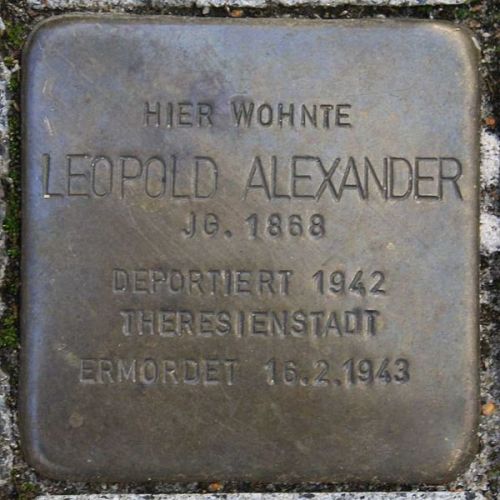 HIER WOHNTE
LEOPOLD ALEXANDER
JG. 1868
DEPORTIERT 1942
THERESIENSTADT
ERMORDET 16.2.1943